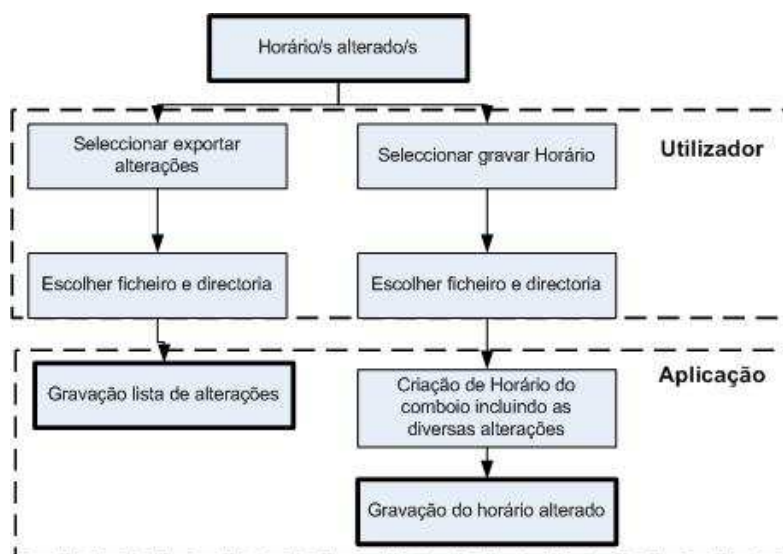 Horário/s alterado/s
Seleccionar exportar
alterações
Seleccionar gravar Horário
Utilizador
Escolher ficheiro e directoria
Escolher ficheiro e directoria
Aplicação
Gravação lista de alterações
Criação de Horário do
comboio incluindo as
diversas alterações
Gravação do horário alterado